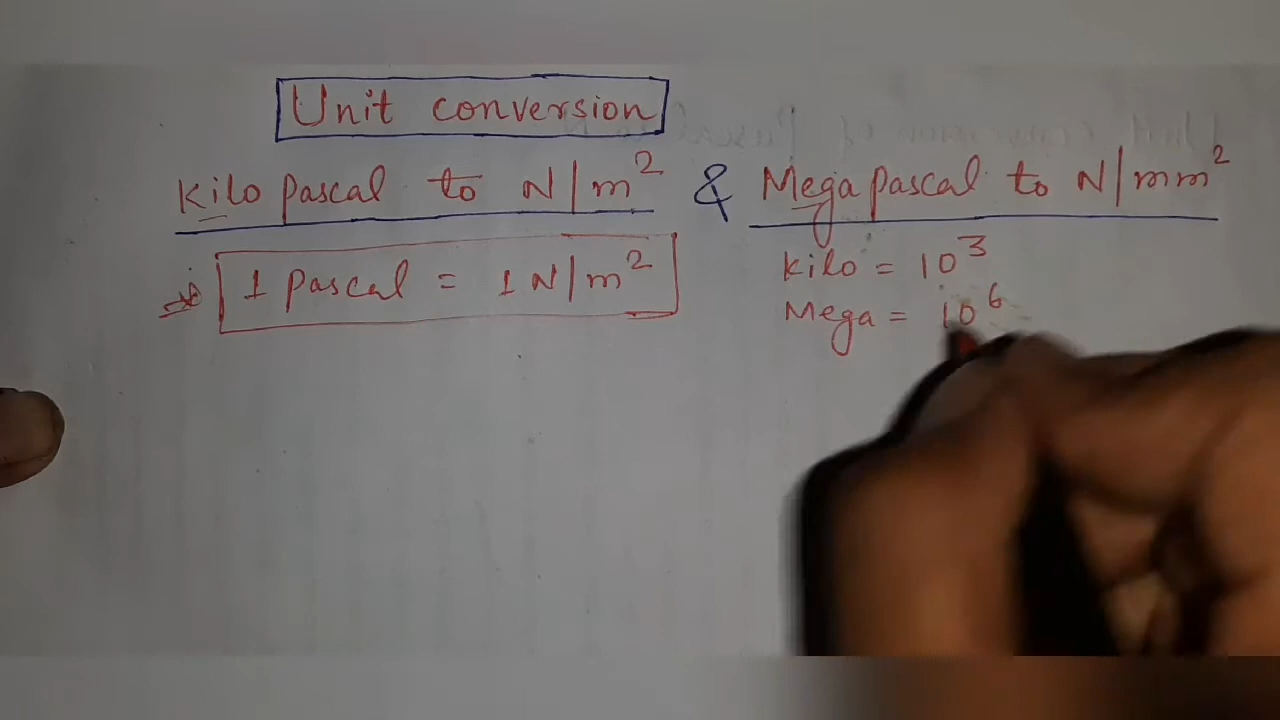 Unit conversion
Kilo pascal to N/m² & Mega pascal to N/mm²
⇒ 1 Pascal = 1 N/m²
Kilo = 10³
Mega = 10⁶